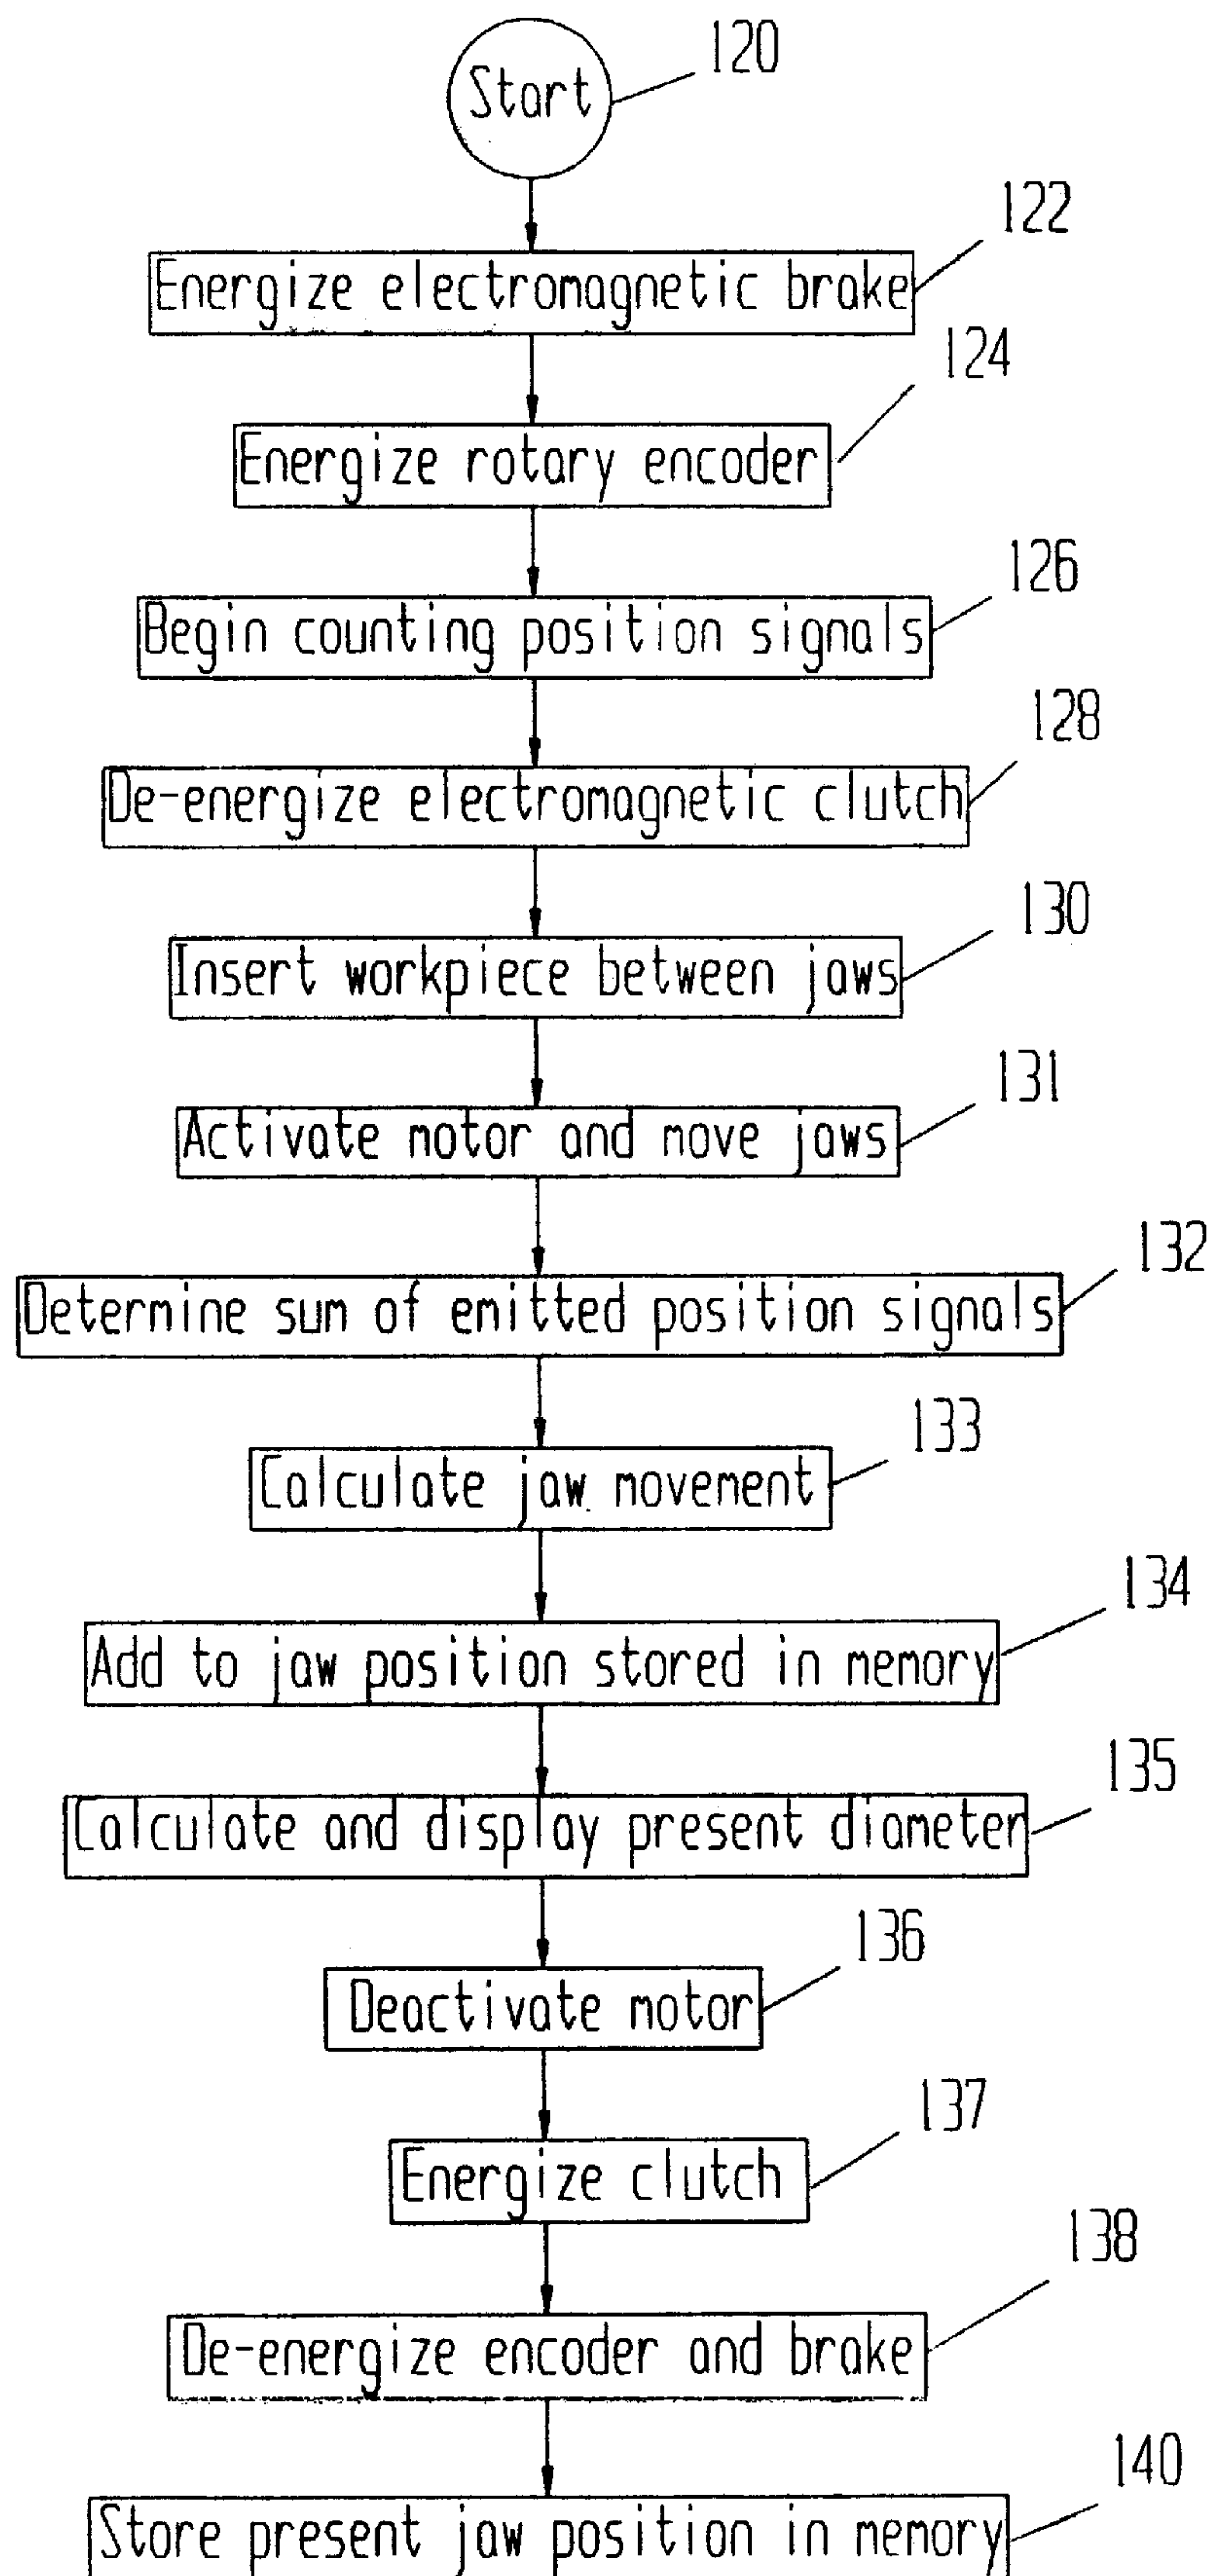 120
Start
122
Energize electromagnetic brake
124
Energize rotary encoder
126
Begin counting position signals
128
De-energize electromagnetic clutch
130
Insert workpiece between jaws
131
Activate motor and move jaws
132
Determine sum of emitted position signals
133
Calculate jaw movement
134
Add to jaw position stored in memory
135
Calculate and display present diameter
136
Deactivate motor
137
Energize clutch
138
De-energize encoder and brake
140
Store present jaw position in memory